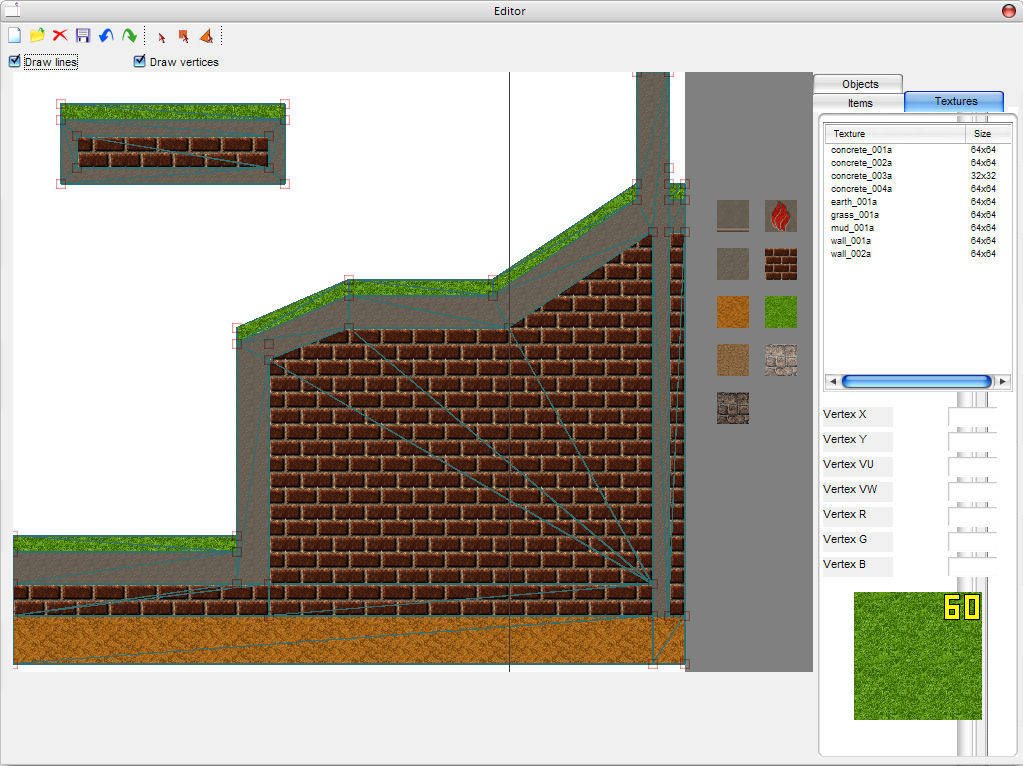 Editor
Draw lines
Draw vertices
Objects
Items
Textures
Texture Size
concrete_001a 64x64
concrete_002a 64x64
concrete_003a 32x32
concrete_004a 64x64
earth_001a 64x64
grass_001a 64x64
mud_001a 64x64
wall_001a 64x64
wall_002a 64x64
Vertex X
Vertex Y
Vertex VU
Vertex VW
Vertex R
Vertex G
Vertex B
60